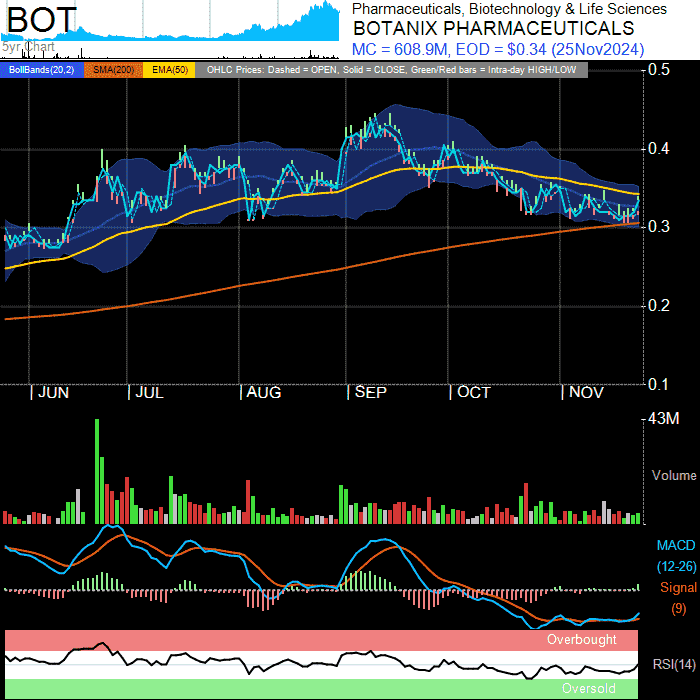 BOT
Pharmaceuticals, Biotechnology & Life Sciences
BOTANIX PHARMACEUTICALS
5yr Chart
MC = 608.9M, EOD = $0.34 (25Nov2024)
BollBands(20,2) SMA(200) EMA(50) OHLC Prices: Dashed = OPEN, Solid = CLOSE, Green/Red bars = Intra-day HIGH/LOW
0.5
0.4
0.3
0.2
0.1
| JUN | JUL | AUG | SEP | OCT | NOV
43M
Volume
MACD
(12-26)
Signal
(9)
Overbought
RSI(14)
Oversold